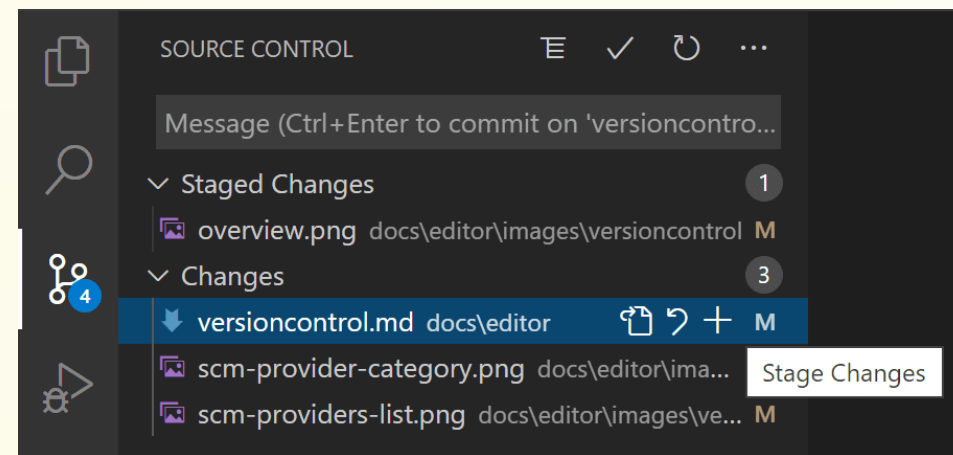 SOURCE CONTROL
Message (Ctrl+Enter to commit on 'versioncontro...
Staged Changes 1
overview.png docs\editor\images\versioncontrol M
4
Changes 3
versioncontrol.md docs\editor M
scm-provider-category.png docs\editor\ima...
Stage Changes
scm-providers-list.png docs\editor\images\ve... M